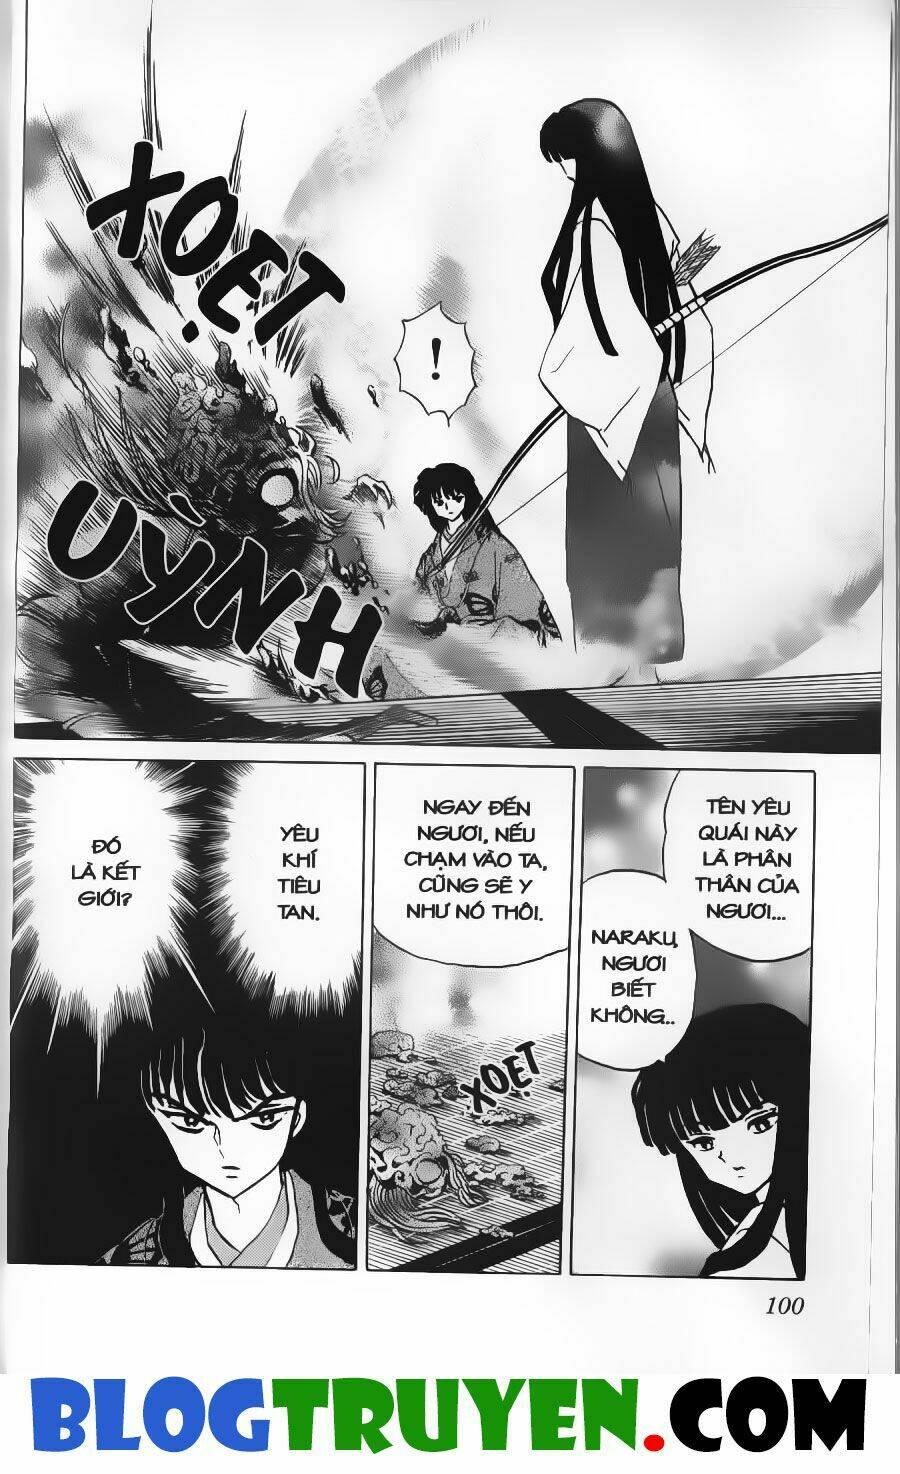 XOẸT
!
UỲNH
TÊN YÊU
QUÁI NÀY
LÀ PHÂN
THÂN CỦA
NGƯƠI...
NARAKU,
NGƯƠI
BIẾT
KHÔNG...
NGAY ĐẾN
NGƯƠI, NẾU
CHẠM VÀO TA,
CŨNG SẼ Y
NHƯ NÓ THÔI.
XOẸT
YÊU
KHÍ
TIÊU
TAN.
ĐÓ
LÀ KẾT
GIỚI?
100
BLOGTRUYEN.COM